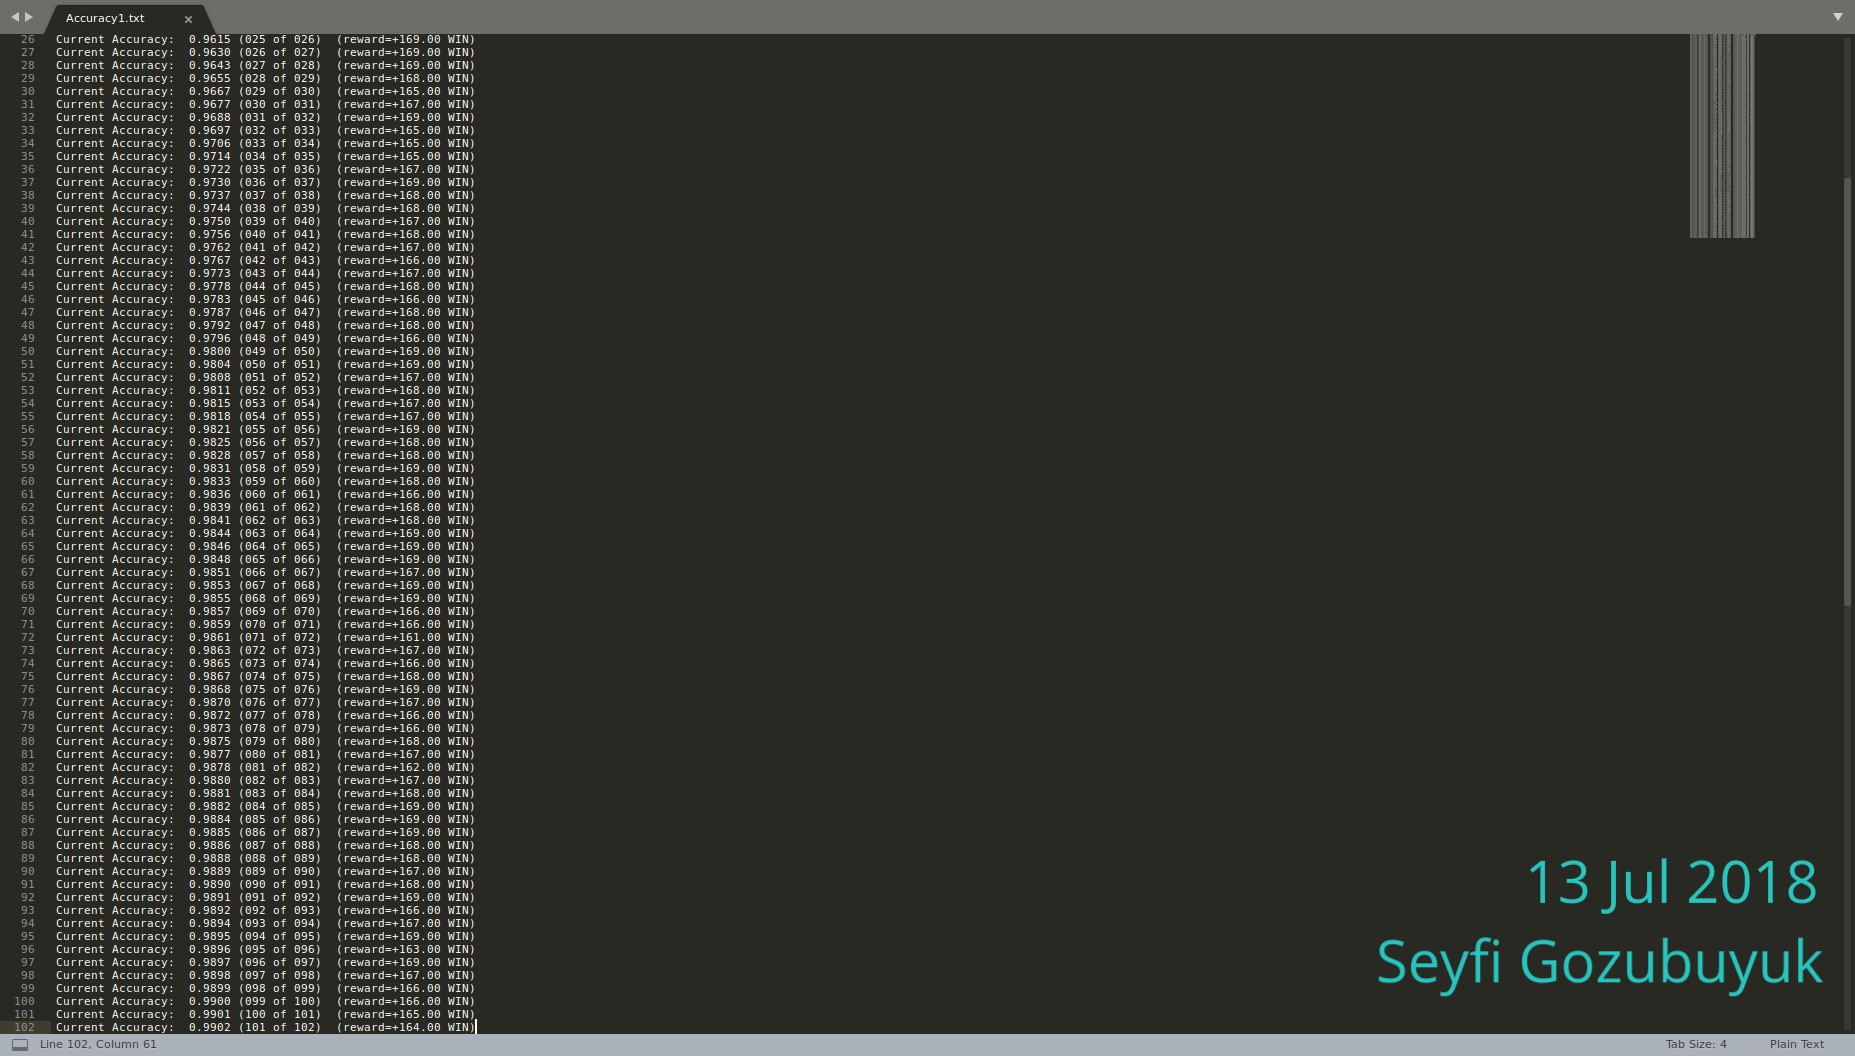 Accuracy1.txt
26 Current Accuracy: 0.9615 (025 of 026) (reward=+169.00 WIN)
27 Current Accuracy: 0.9630 (026 of 027) (reward=+169.00 WIN)
28 Current Accuracy: 0.9643 (027 of 028) (reward=+169.00 WIN)
29 Current Accuracy: 0.9655 (028 of 029) (reward=+168.00 WIN)
30 Current Accuracy: 0.9667 (029 of 030) (reward=+165.00 WIN)
31 Current Accuracy: 0.9677 (030 of 031) (reward=+167.00 WIN)
32 Current Accuracy: 0.9688 (031 of 032) (reward=+169.00 WIN)
33 Current Accuracy: 0.9697 (032 of 033) (reward=+165.00 WIN)
34 Current Accuracy: 0.9706 (033 of 034) (reward=+165.00 WIN)
35 Current Accuracy: 0.9714 (034 of 035) (reward=+165.00 WIN)
36 Current Accuracy: 0.9722 (035 of 036) (reward=+167.00 WIN)
37 Current Accuracy: 0.9730 (036 of 037) (reward=+169.00 WIN)
38 Current Accuracy: 0.9737 (037 of 038) (reward=+168.00 WIN)
39 Current Accuracy: 0.9744 (038 of 039) (reward=+168.00 WIN)
40 Current Accuracy: 0.9750 (039 of 040) (reward=+167.00 WIN)
41 Current Accuracy: 0.9756 (040 of 041) (reward=+168.00 WIN)
42 Current Accuracy: 0.9762 (041 of 042) (reward=+167.00 WIN)
43 Current Accuracy: 0.9767 (042 of 043) (reward=+166.00 WIN)
44 Current Accuracy: 0.9773 (043 of 044) (reward=+167.00 WIN)
45 Current Accuracy: 0.9778 (044 of 045) (reward=+168.00 WIN)
46 Current Accuracy: 0.9783 (045 of 046) (reward=+166.00 WIN)
47 Current Accuracy: 0.9787 (046 of 047) (reward=+168.00 WIN)
48 Current Accuracy: 0.9792 (047 of 048) (reward=+168.00 WIN)
49 Current Accuracy: 0.9796 (048 of 049) (reward=+166.00 WIN)
50 Current Accuracy: 0.9800 (049 of 050) (reward=+169.00 WIN)
51 Current Accuracy: 0.9804 (050 of 051) (reward=+169.00 WIN)
52 Current Accuracy: 0.9808 (051 of 052) (reward=+167.00 WIN)
53 Current Accuracy: 0.9811 (052 of 053) (reward=+168.00 WIN)
54 Current Accuracy: 0.9815 (053 of 054) (reward=+167.00 WIN)
55 Current Accuracy: 0.9818 (054 of 055) (reward=+167.00 WIN)
56 Current Accuracy: 0.9821 (055 of 056) (reward=+169.00 WIN)
57 Current Accuracy: 0.9825 (056 of 057) (reward=+168.00 WIN)
58 Current Accuracy: 0.9828 (057 of 058) (reward=+168.00 WIN)
59 Current Accuracy: 0.9831 (058 of 059) (reward=+169.00 WIN)
60 Current Accuracy: 0.9833 (059 of 060) (reward=+168.00 WIN)
61 Current Accuracy: 0.9836 (060 of 061) (reward=+166.00 WIN)
62 Current Accuracy: 0.9839 (061 of 062) (reward=+168.00 WIN)
63 Current Accuracy: 0.9841 (062 of 063) (reward=+168.00 WIN)
64 Current Accuracy: 0.9844 (063 of 064) (reward=+169.00 WIN)
65 Current Accuracy: 0.9846 (064 of 065) (reward=+169.00 WIN)
66 Current Accuracy: 0.9848 (065 of 066) (reward=+169.00 WIN)
67 Current Accuracy: 0.9851 (066 of 067) (reward=+167.00 WIN)
68 Current Accuracy: 0.9853 (067 of 068) (reward=+169.00 WIN)
69 Current Accuracy: 0.9855 (068 of 069) (reward=+169.00 WIN)
70 Current Accuracy: 0.9857 (069 of 070) (reward=+166.00 WIN)
71 Current Accuracy: 0.9859 (070 of 071) (reward=+166.00 WIN)
72 Current Accuracy: 0.9861 (071 of 072) (reward=+161.00 WIN)
73 Current Accuracy: 0.9863 (072 of 073) (reward=+167.00 WIN)
74 Current Accuracy: 0.9865 (073 of 074) (reward=+166.00 WIN)
75 Current Accuracy: 0.9867 (074 of 075) (reward=+168.00 WIN)
76 Current Accuracy: 0.9868 (075 of 076) (reward=+169.00 WIN)
77 Current Accuracy: 0.9870 (076 of 077) (reward=+167.00 WIN)
78 Current Accuracy: 0.9872 (077 of 078) (reward=+166.00 WIN)
79 Current Accuracy: 0.9873 (078 of 079) (reward=+166.00 WIN)
80 Current Accuracy: 0.9875 (079 of 080) (reward=+168.00 WIN)
81 Current Accuracy: 0.9877 (080 of 081) (reward=+167.00 WIN)
82 Current Accuracy: 0.9878 (081 of 082) (reward=+162.00 WIN)
83 Current Accuracy: 0.9880 (082 of 083) (reward=+167.00 WIN)
84 Current Accuracy: 0.9881 (083 of 084) (reward=+168.00 WIN)
85 Current Accuracy: 0.9882 (084 of 085) (reward=+169.00 WIN)
86 Current Accuracy: 0.9884 (085 of 086) (reward=+169.00 WIN)
87 Current Accuracy: 0.9885 (086 of 087) (reward=+169.00 WIN)
88 Current Accuracy: 0.9886 (087 of 088) (reward=+168.00 WIN)
89 Current Accuracy: 0.9888 (088 of 089) (reward=+168.00 WIN)
90 Current Accuracy: 0.9889 (089 of 090) (reward=+167.00 WIN)
91 Current Accuracy: 0.9890 (090 of 091) (reward=+168.00 WIN)
92 Current Accuracy: 0.9891 (091 of 092) (reward=+169.00 WIN)
93 Current Accuracy: 0.9892 (092 of 093) (reward=+166.00 WIN)
94 Current Accuracy: 0.9894 (093 of 094) (reward=+167.00 WIN)
95 Current Accuracy: 0.9895 (094 of 095) (reward=+169.00 WIN)
96 Current Accuracy: 0.9896 (095 of 096) (reward=+163.00 WIN)
97 Current Accuracy: 0.9897 (096 of 097) (reward=+169.00 WIN)
98 Current Accuracy: 0.9898 (097 of 098) (reward=+167.00 WIN)
99 Current Accuracy: 0.9899 (098 of 099) (reward=+166.00 WIN)
100 Current Accuracy: 0.9900 (099 of 100) (reward=+166.00 WIN)
101 Current Accuracy: 0.9901 (100 of 101) (reward=+165.00 WIN)
102 Current Accuracy: 0.9902 (101 of 102) (reward=+164.00 WIN)
13 Jul 2018
Seyfi Gozubuyuk
Line 102, Column 61 Tab Size: 4 Plain Text